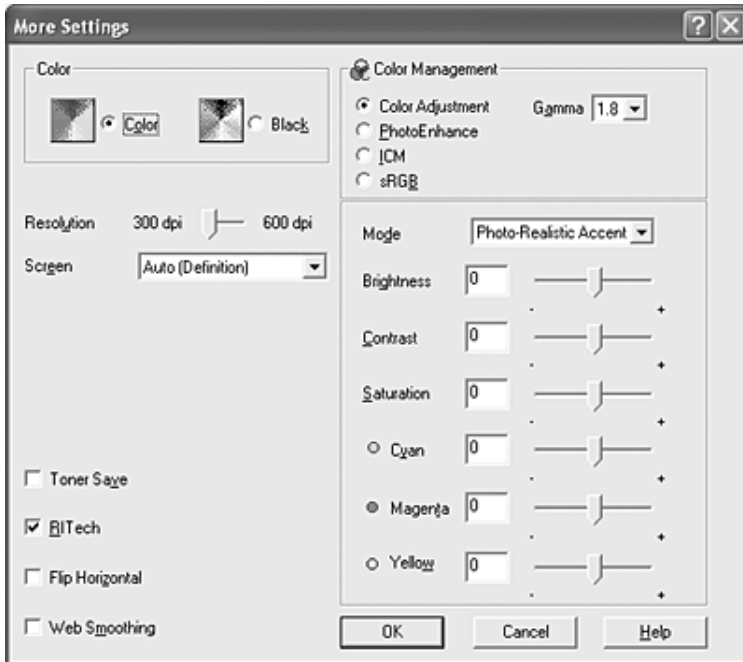 More Settings
Color
Color
Black
Resolution 300 dpi 600 dpi
Screen Auto (Definition)
Toner Save
RITech
Flip Horizontal
Web Smoothing
Color Management
Color Adjustment Gamma 1.8
PhotoEnhance
ICM
sRGB
Mode Photo-Realistic Accent
Brightness 0
- +
Contrast 0
- +
Saturation 0
- +
Cyan 0
- +
Magenta 0
- +
Yellow 0
- +
OK Cancel Help